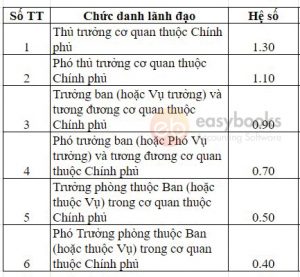 Số TT Chức danh lãnh đạo Hệ số
1 Thủ trưởng cơ quan thuộc Chính
phủ 1.30
2 Phó thủ trưởng cơ quan thuộc
Chính phủ 1.10
3 Trưởng ban (hoặc Vụ trưởng) và
tương đương cơ quan thuộc
Chính phủ 0.90
4 Phó trưởng ban (hoặc Phó Vụ
trưởng) và tương đương cơ quan
thuộc Chính phủ 0.70
5 Trưởng phòng thuộc Ban (hoặc
thuộc Vụ) trong cơ quan thuộc
Chính phủ 0.50
6 Phó Trưởng phòng thuộc Ban
(hoặc thuộc Vụ) trong cơ quan
thuộc Chính phủ 0.40
easybooks
Accounting Software